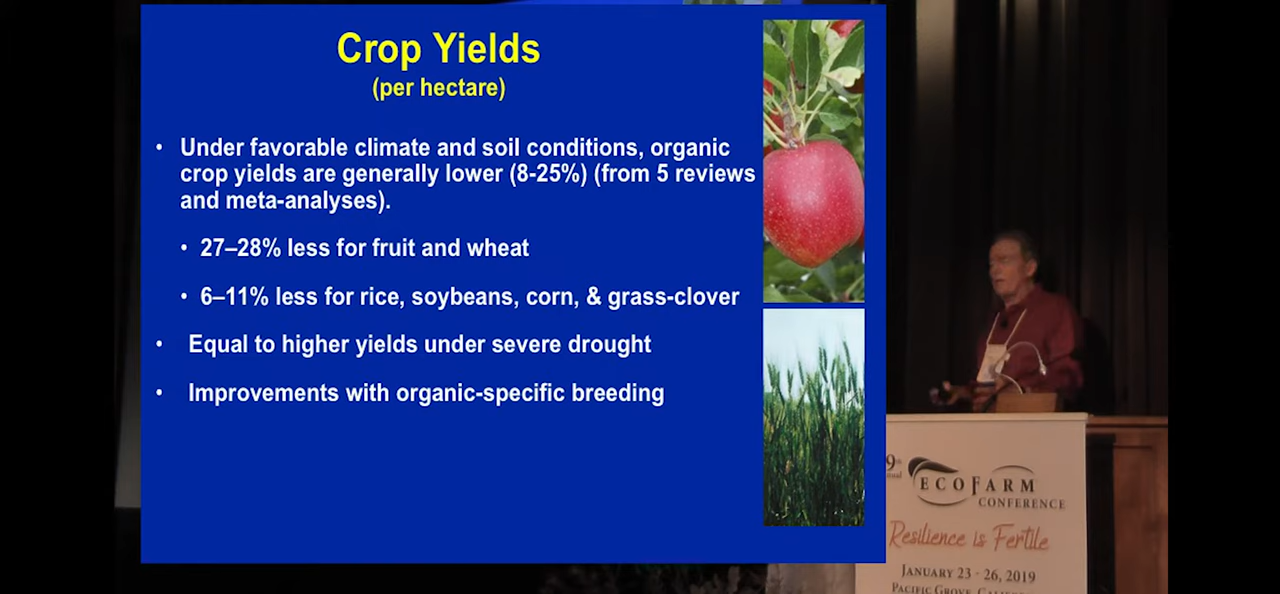 Crop Yields
(per hectare)
• Under favorable climate and soil conditions, organic
crop yields are generally lower (8-25%) (from 5 reviews
and meta-analyses).
• 27–28% less for fruit and wheat
• 6–11% less for rice, soybeans, corn, & grass-clover
• Equal to higher yields under severe drought
• Improvements with organic-specific breeding
ECOFARM
CONFERENCE
Resilience is Fertile
JANUARY 23 - 26, 2019
PACIFIC GROVE,